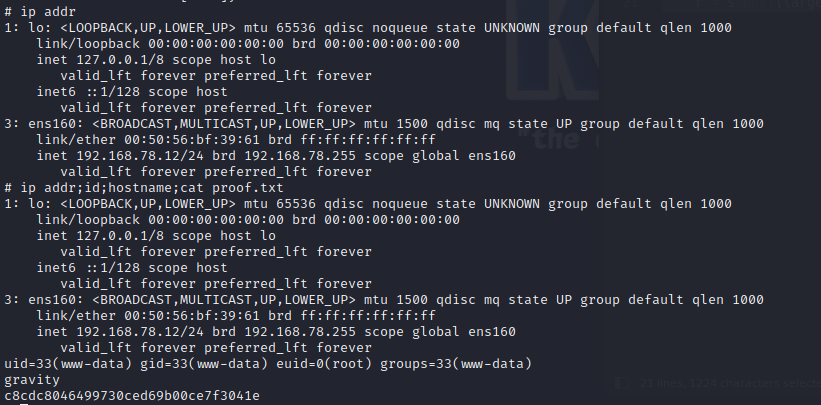 # ip addr
1: lo: <LOOPBACK,UP,LOWER_UP> mtu 65536 qdisc noqueue state UNKNOWN group default qlen 1000
    link/loopback 00:00:00:00:00:00 brd 00:00:00:00:00:00
    inet 127.0.0.1/8 scope host lo
       valid_lft forever preferred_lft forever
    inet6 ::1/128 scope host
       valid_lft forever preferred_lft forever
3: ens160: <BROADCAST,MULTICAST,UP,LOWER_UP> mtu 1500 qdisc mq state UP group default qlen 1000
    link/ether 00:50:56:bf:39:61 brd ff:ff:ff:ff:ff:ff
    inet 192.168.78.12/24 brd 192.168.78.255 scope global ens160
       valid_lft forever preferred_lft forever
# ip addr;id;hostname;cat proof.txt
1: lo: <LOOPBACK,UP,LOWER_UP> mtu 65536 qdisc noqueue state UNKNOWN group default qlen 1000
    link/loopback 00:00:00:00:00:00 brd 00:00:00:00:00:00
    inet 127.0.0.1/8 scope host lo
       valid_lft forever preferred_lft forever
    inet6 ::1/128 scope host
       valid_lft forever preferred_lft forever
3: ens160: <BROADCAST,MULTICAST,UP,LOWER_UP> mtu 1500 qdisc mq state UP group default qlen 1000
    link/ether 00:50:56:bf:39:61 brd ff:ff:ff:ff:ff:ff
    inet 192.168.78.12/24 brd 192.168.78.255 scope global ens160
       valid_lft forever preferred_lft forever
uid=33(www-data) gid=33(www-data) euid=0(root) groups=33(www-data)
gravity
c8cdc8046499730ced69b00ce7f3041e
"the